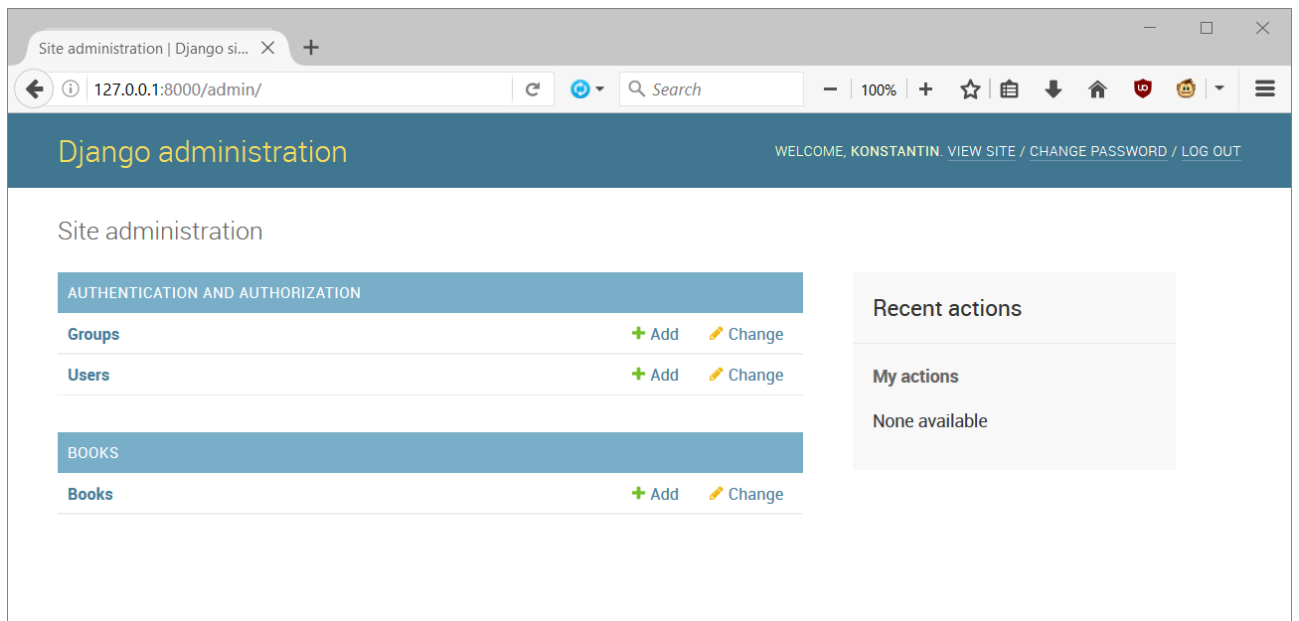 Site administration | Django si...
127.0.0.1:8000/admin/
Search
100%
Django administration
WELCOME, KONSTANTIN. VIEW SITE / CHANGE PASSWORD / LOG OUT
Site administration
AUTHENTICATION AND AUTHORIZATION
Groups Add Change
Users Add Change
BOOKS
Books Add Change
Recent actions
My actions
None available